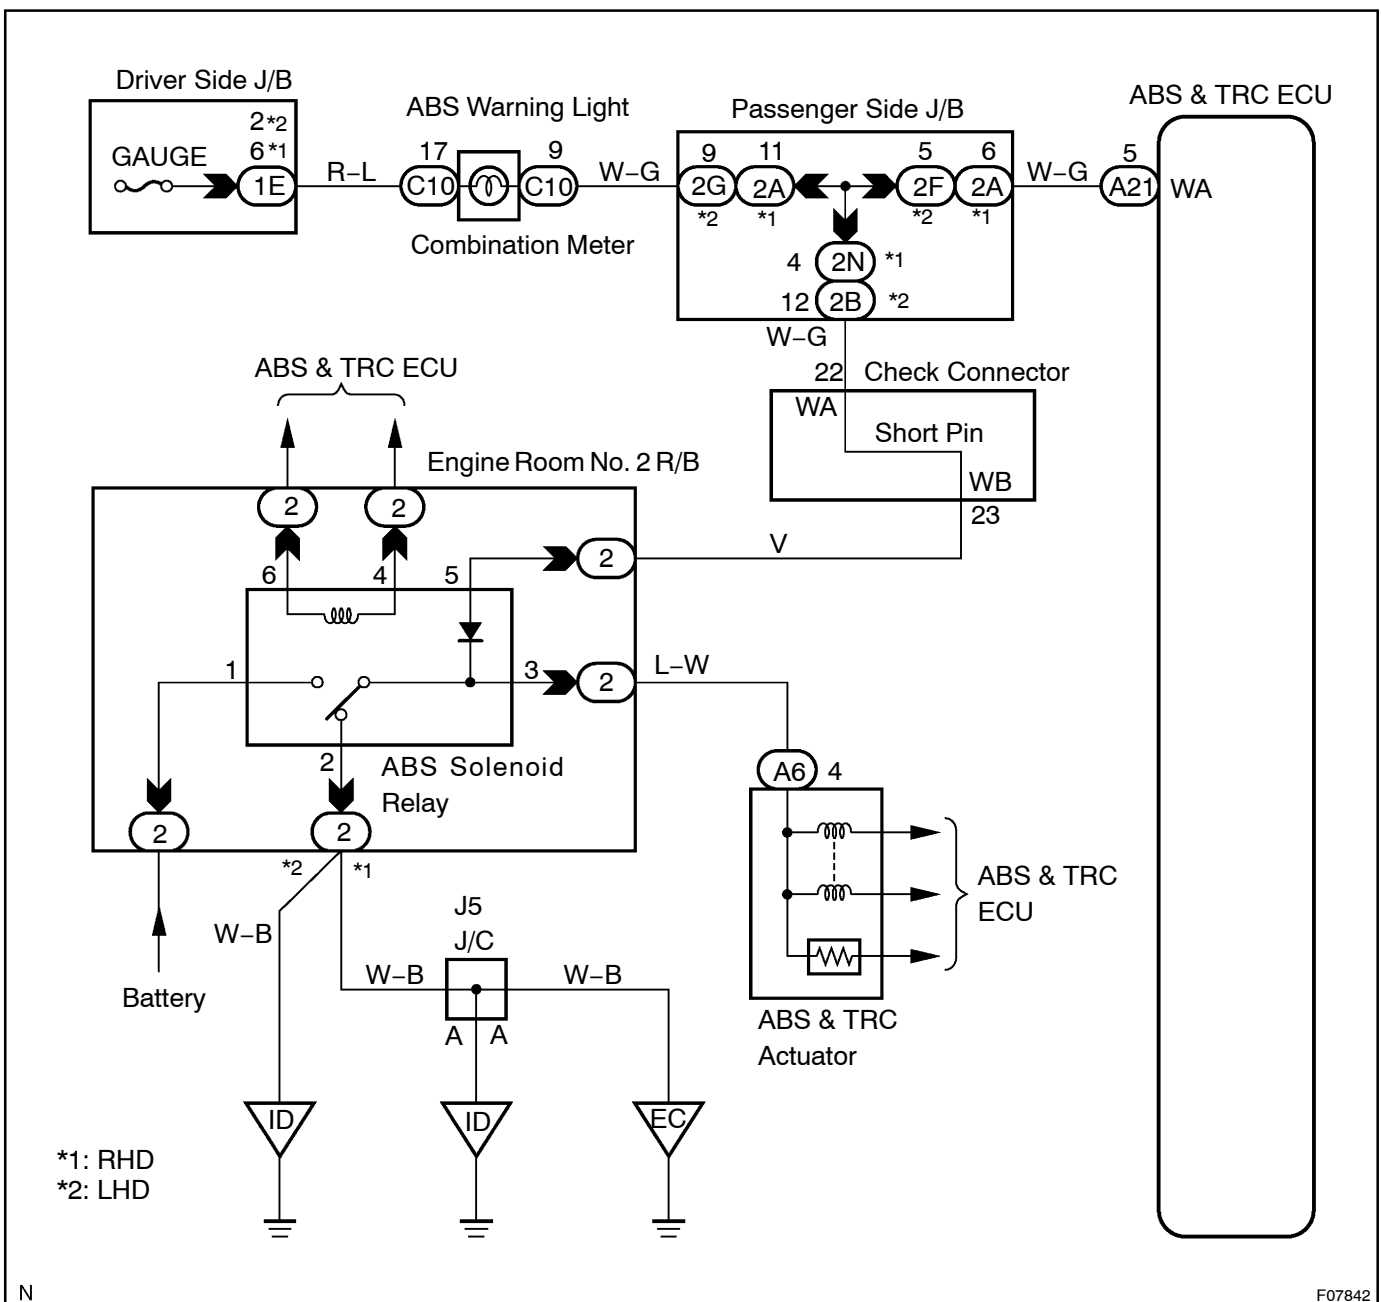 Driver Side J/B
ABS Warning Light
Passenger Side J/B
ABS & TRC ECU
2*2
6*1
GAUGE
1E
R–L
17
C10
9
C10
W–G
9
2G
*2
11
2A
*1
5
2F
*2
6
2A
*1
W–G
5
A21
WA
Combination Meter
4
2N
*1
12
2B
*2
W–G
22
Check Connector
WA
Short Pin
WB
23
ABS & TRC ECU
Engine Room No. 2 R/B
2
2
6
4
5
2
V
1
3
2
L–W
2
ABS Solenoid
Relay
2
2
*2
*1
A6
4
ABS & TRC
ECU
W–B
J5
J/C
W–B
W–B
Battery
A
A
ABS & TRC
Actuator
ID
ID
EC
*1: RHD
*2: LHD
N
F07842